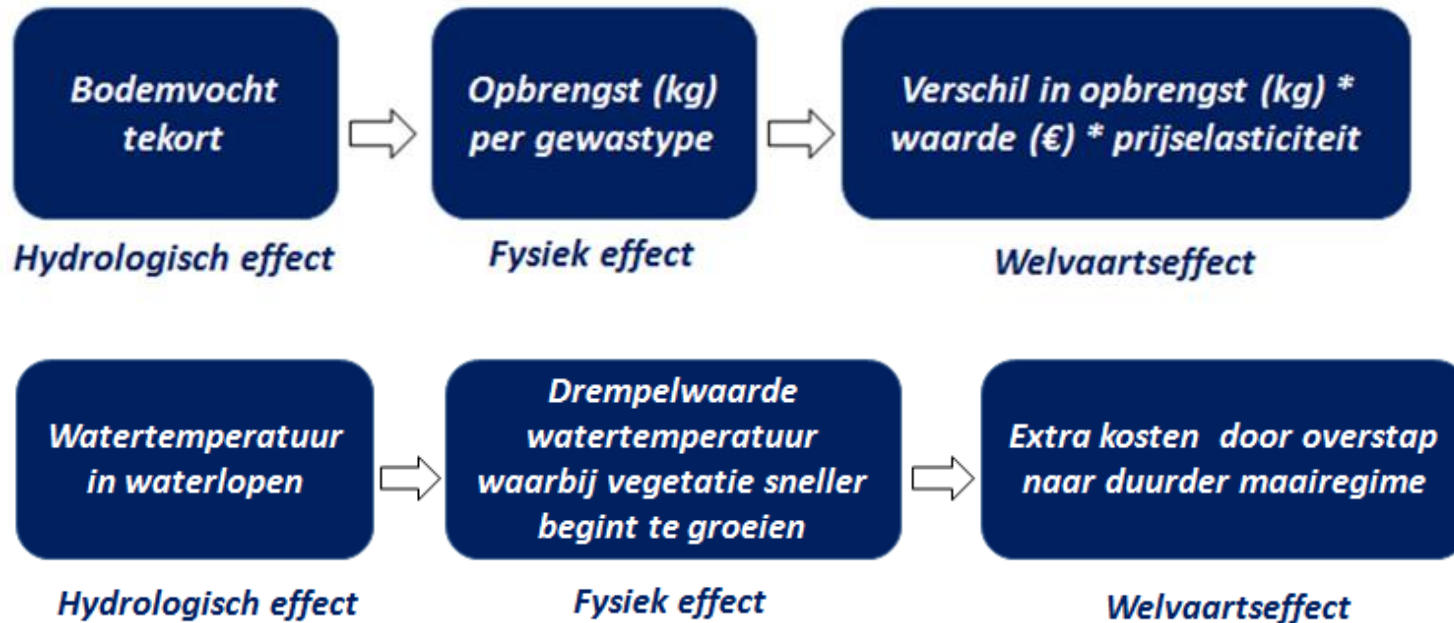 Bodemvocht
tekort
Opbrengst (kg)
per gewastype
Verschil in opbrengst (kg) *
waarde (€) * prijselasticiteit
Hydrologisch effect
Fysiek effect
Welvaartseffect
Watertemperatuur
in waterlopen
Drempelwaarde
watertemperatuur
waarbij vegetatie sneller
begint te groeien
Extra kosten door overstap
naar duurder maairegime
Hydrologisch effect
Fysiek effect
Welvaartseffect